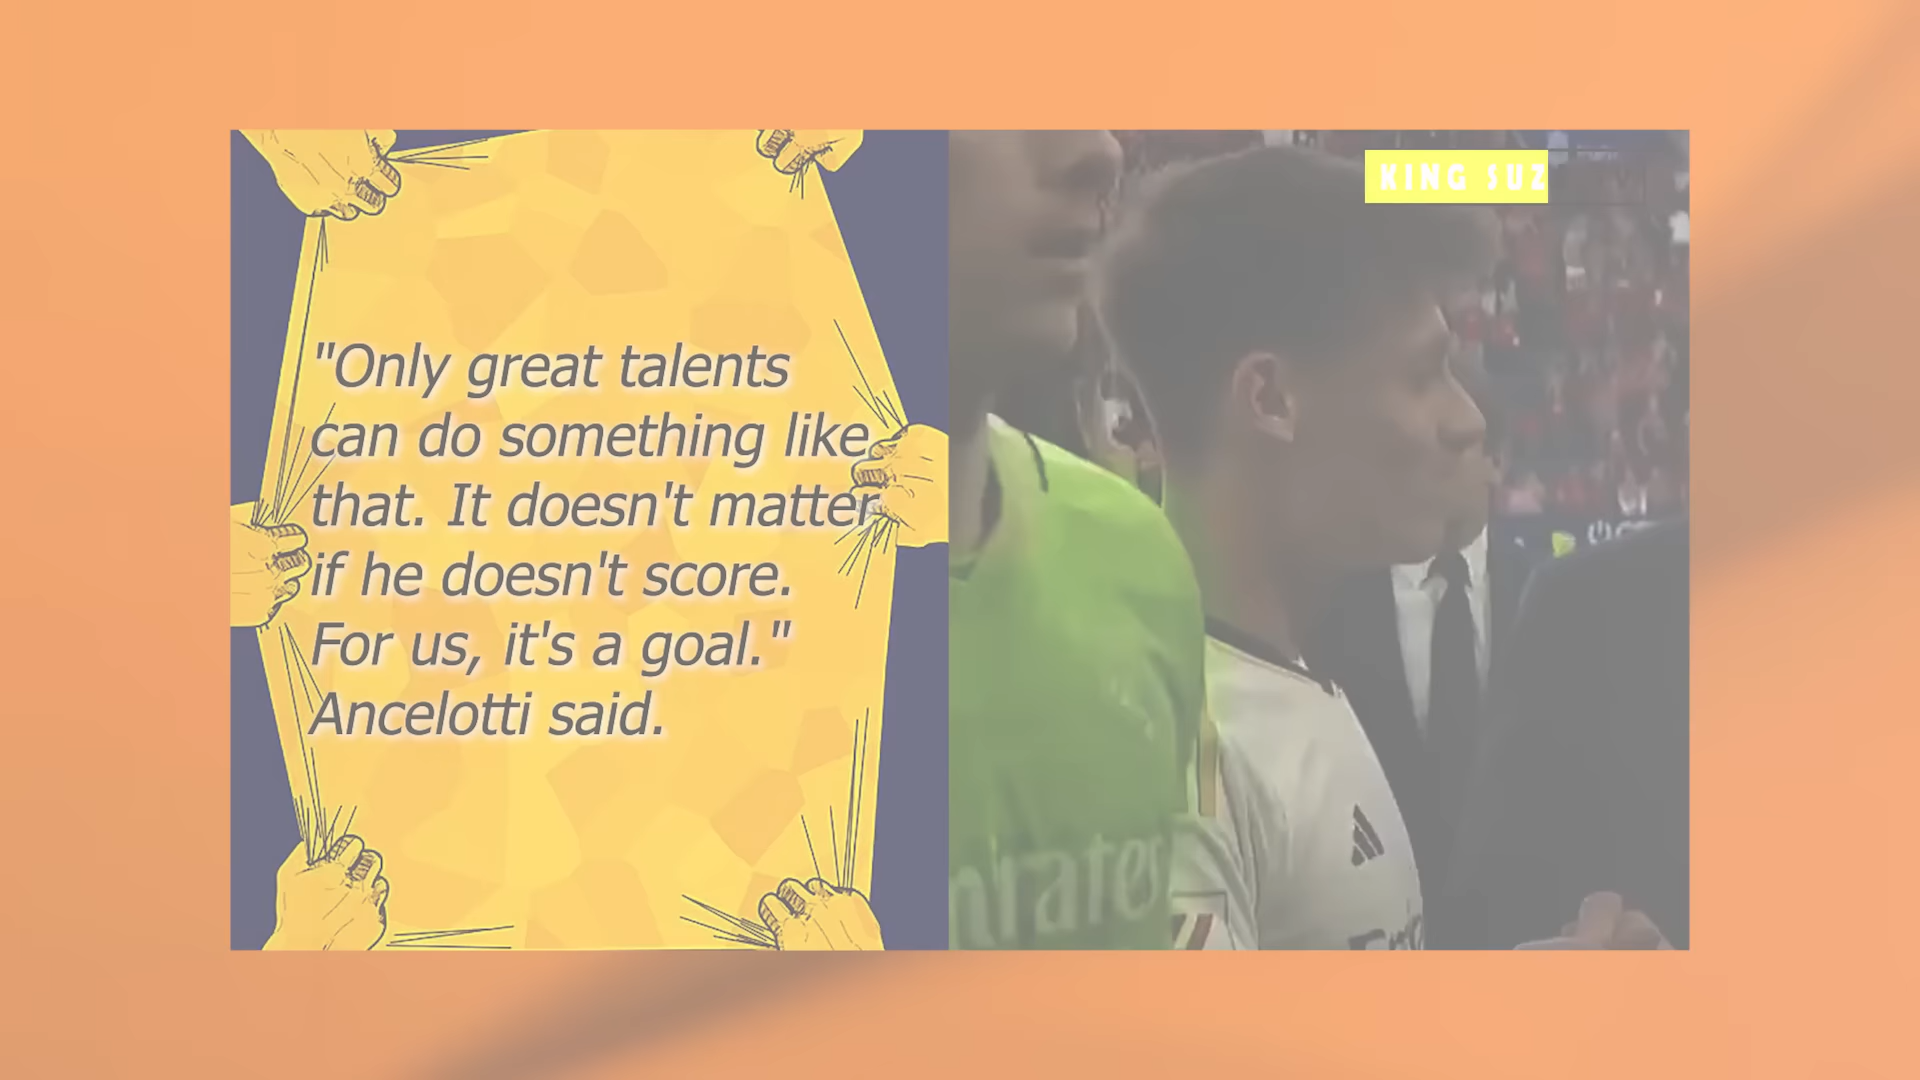 KING SUZ
"Only great talents
can do something like
that. It doesn't matter
if he doesn't score.
For us, it's a goal."
Ancelotti said.
mirates